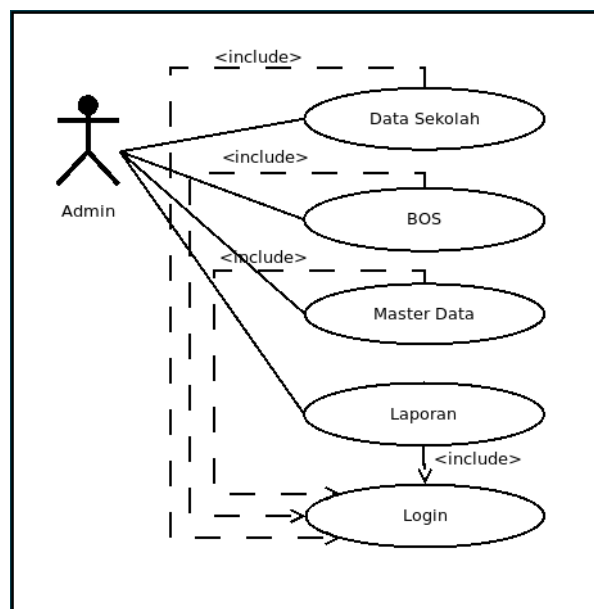 <include>
Data Sekolah
Admin
<include>
BOS
<include>
Master Data
Laporan
<include>
Login